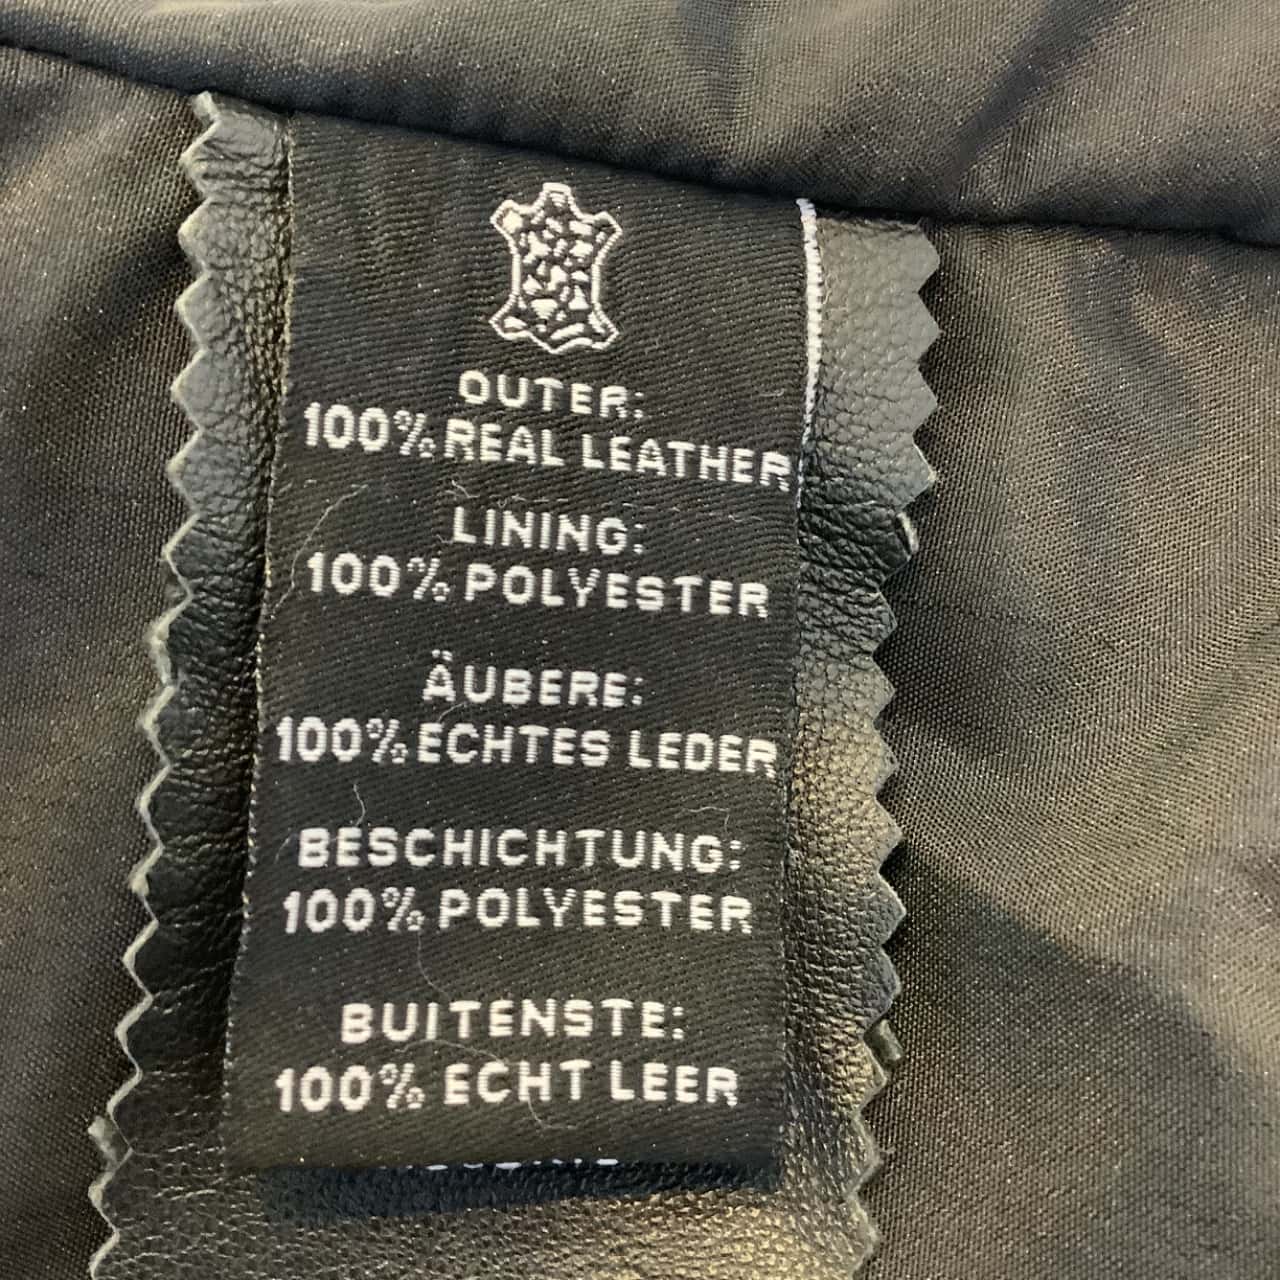 OUTER:
100% REAL LEATHER
LINING:
100% POLYESTER
ÄUBERE:
100% ECHTES LEDER
BESCHICHTUNG:
100% POLYESTER
BUITENSTE:
100% ECHT LEER